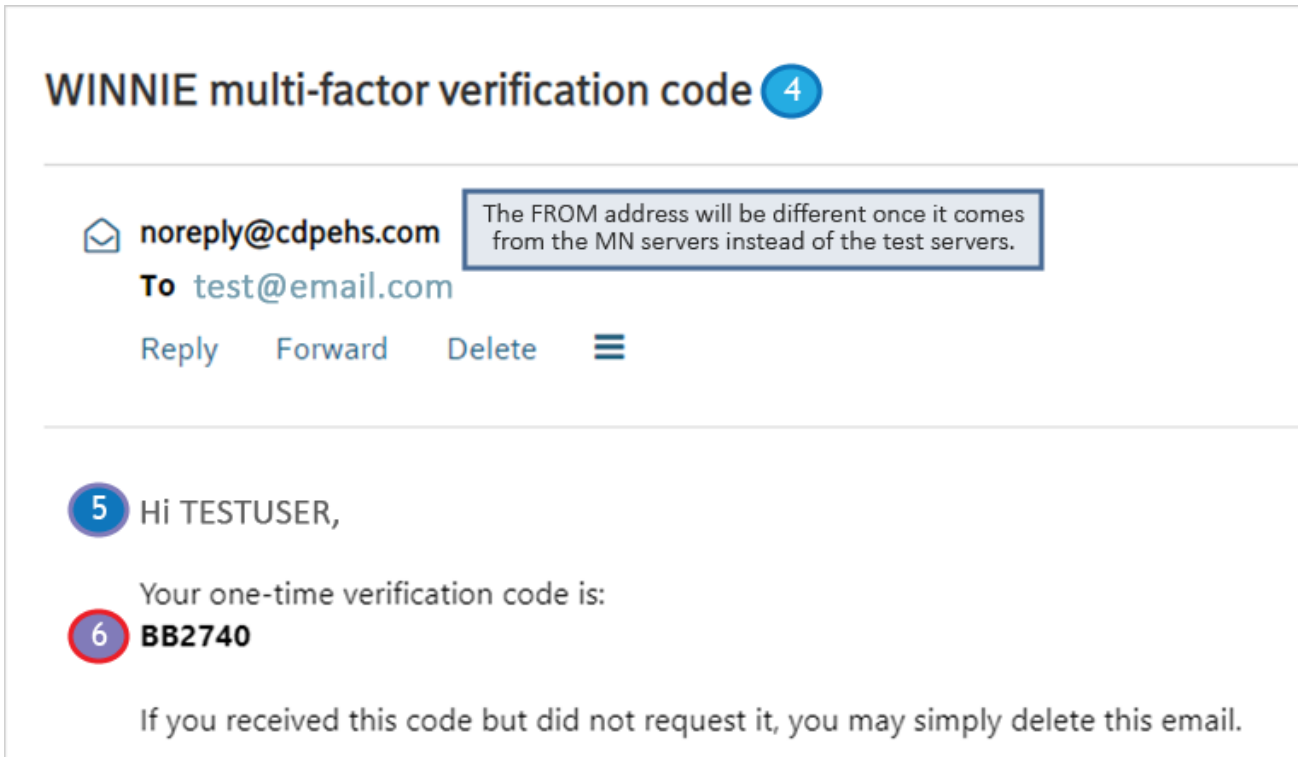 WINNIE multi-factor verification code 4
noreply@cdpehs.com
The FROM address will be different once it comes
from the MN servers instead of the test servers.
To test@email.com
Reply Forward Delete
5 Hi TESTUSER,
Your one-time verification code is:
6 BB2740
If you received this code but did not request it, you may simply delete this email.